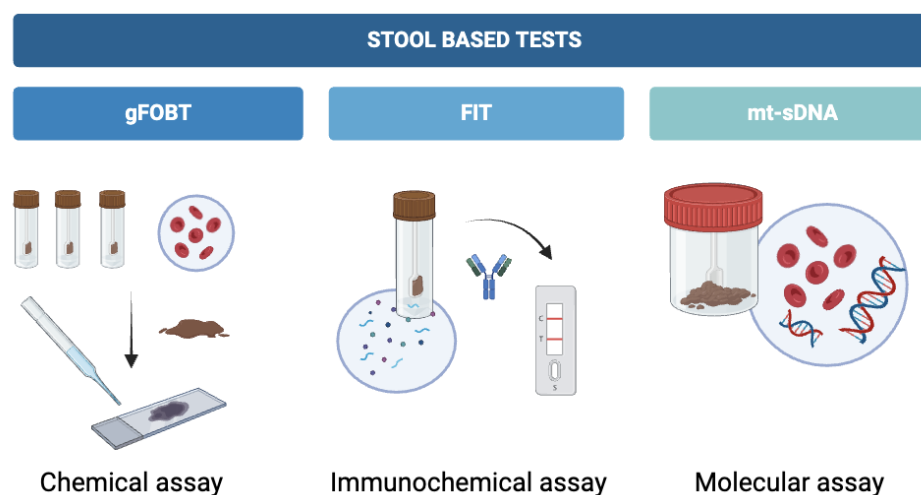 STOOL BASED TESTS
gFOBT
FIT
mt-sDNA
C
T
S
Chemical assay
Immunochemical assay
Molecular assay